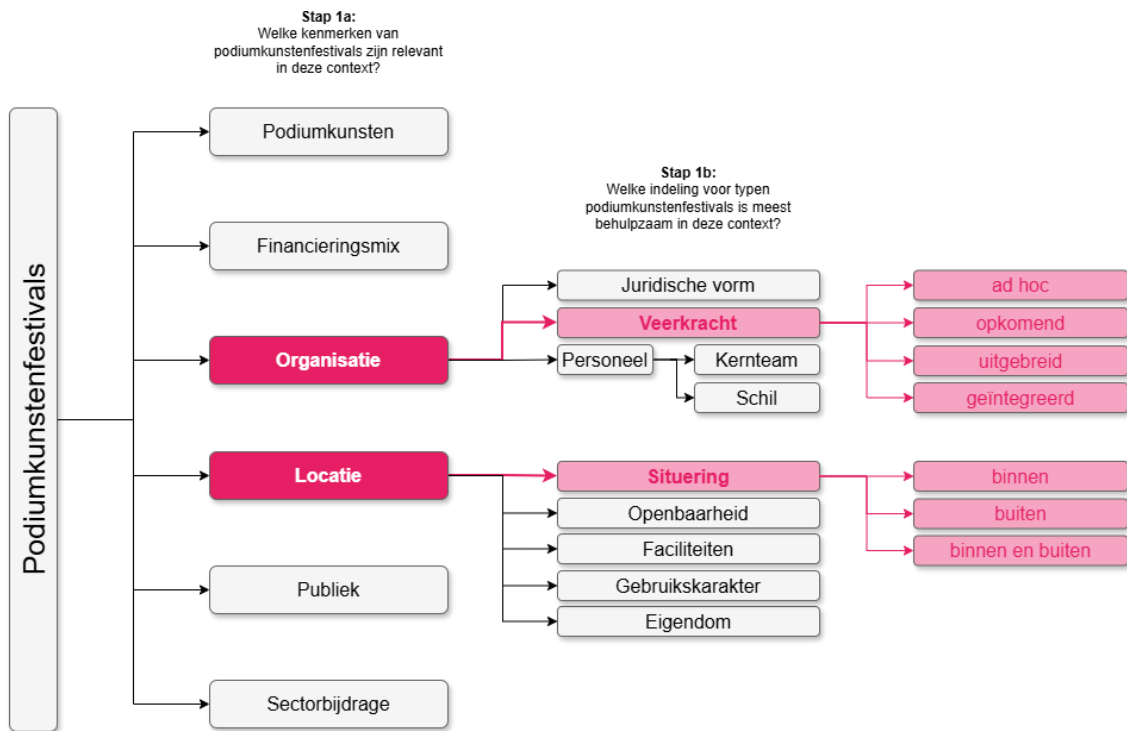 Stap 1a:
Welke kenmerken van
podiumkunstenfestivals zijn relevant
in deze context?
Podiumkunstenfestivals
Podiumkunsten
Financieringsmix
Organisatie
Locatie
Publiek
Sectorbijdrage
Stap 1b:
Welke indeling voor typen
podiumkunstenfestivals is meest
behulpzaam in deze context?
Juridische vorm
Veerkracht
Personeel
Kernteam
Schil
Situering
Openbaarheid
Faciliteiten
Gebruikskarakter
Eigendom
ad hoc
opkomend
uitgebreid
geïntegreerd
binnen
buiten
binnen en buiten